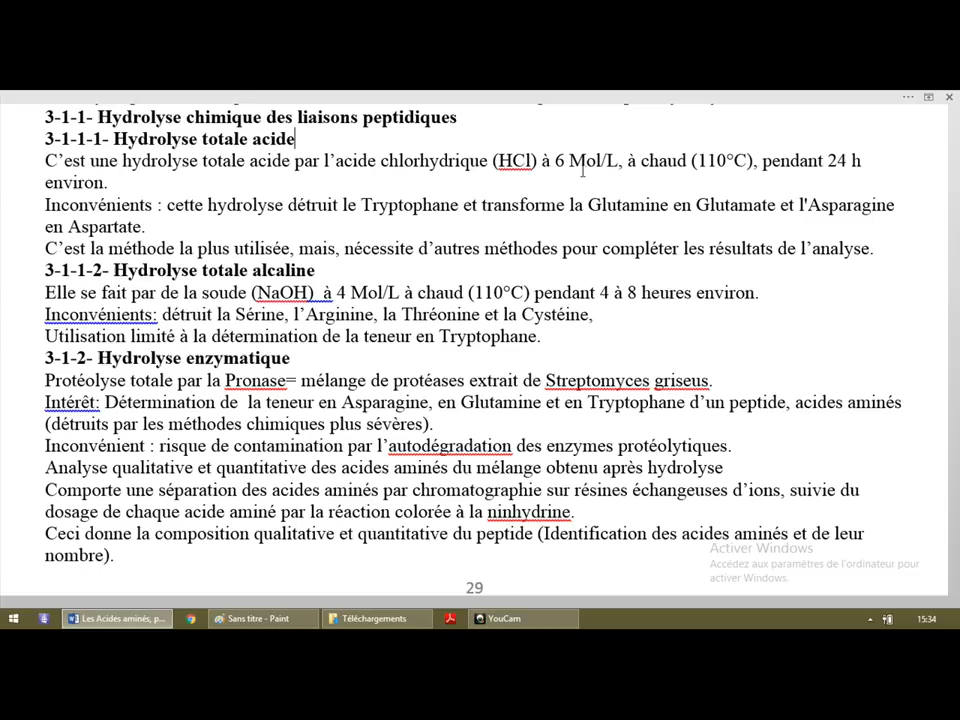 3-1-1- Hydrolyse chimique des liaisons peptidiques
3-1-1-1- Hydrolyse totale acide
C’est une hydrolyse totale acide par l’acide chlorhydrique (HCl) à 6 Mol/L, à chaud (110°C), pendant 24 h
environ.
Inconvénients : cette hydrolyse détruit le Tryptophane et transforme la Glutamine en Glutamate et l'Asparagine
en Aspartate.
C’est la méthode la plus utilisée, mais, nécessite d’autres méthodes pour compléter les résultats de l’analyse.
3-1-1-2- Hydrolyse totale alcaline
Elle se fait par de la soude (NaOH) à 4 Mol/L à chaud (110°C) pendant 4 à 8 heures environ.
Inconvénients: détruit la Sérine, l’Arginine, la Thréonine et la Cystéine,
Utilisation limité à la détermination de la teneur en Tryptophane.
3-1-2- Hydrolyse enzymatique
Protéolyse totale par la Pronase= mélange de protéases extrait de Streptomyces griseus.
Intérêt: Détermination de la teneur en Asparagine, en Glutamine et en Tryptophane d’un peptide, acides aminés
(détruits par les méthodes chimiques plus sévères).
Inconvénient : risque de contamination par l’autodégradation des enzymes protéolytiques.
Analyse qualitative et quantitative des acides aminés du mélange obtenu après hydrolyse
Comporte une séparation des acides aminés par chromatographie sur résines échangeuses d’ions, suivie du
dosage de chaque acide aminé par la réaction colorée à la ninhydrine.
Ceci donne la composition qualitative et quantitative du peptide (Identification des acides aminés et de leur
nombre).
Activer Windows
Accédez aux paramètres de l'ordinateur pour
activer Windows.
29
Les Acides aminés, p...
Sans titre - Paint
Téléchargements
YouCam
15:34